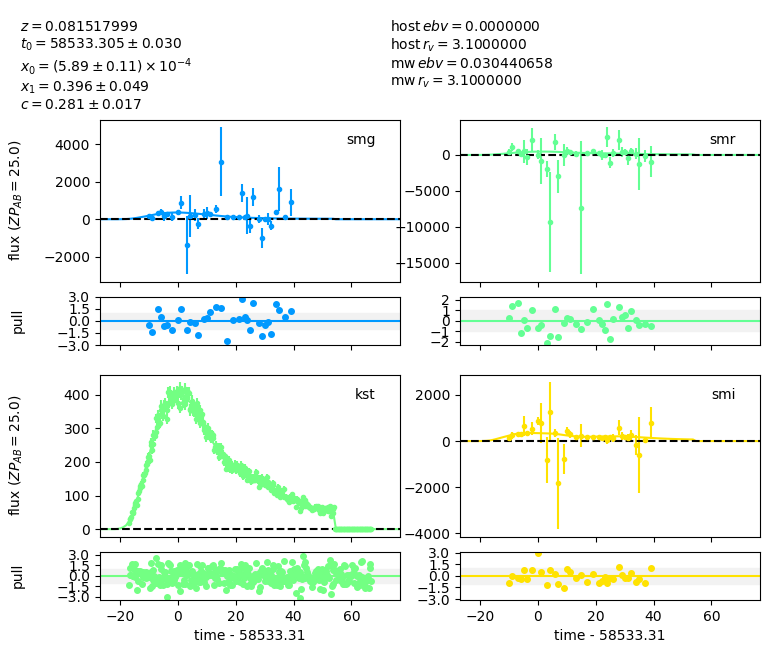 z = 0.081517999
t₀ = 58533.305 ± 0.030
x₀ = (5.89 ± 0.11) × 10⁻⁴
x₁ = 0.396 ± 0.049
c = 0.281 ± 0.017
host ebv = 0.0000000
host r_v = 3.1000000
mw ebv = 0.030440658
mw r_v = 3.1000000
smg
flux (ZP_AB = 25.0)
4000
2000
0
−2000
smr
0
−5000
−10000
−15000
pull
3.0
1.5
0.0
−1.5
−3.0
2
1
0
−1
−2
kst
flux (ZP_AB = 25.0)
400
300
200
100
0
smi
2000
0
−2000
−4000
pull
3.0
1.5
0.0
−1.5
−3.0
−20 0 20 40 60
time - 58533.31
3.0
1.5
0.0
−1.5
−3.0
−20 0 20 40 60
time - 58533.31